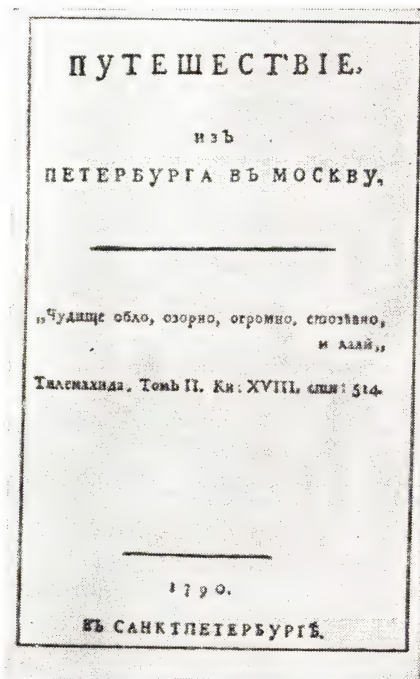 ПУТЕШЕСТВІЕ,
изЪ
ПЕТЕРБУРГА ВЪ МОСКВУ,
„Чудище обло, озорно, огромно, стозѣвно,
и лаяй„
Тилемахида, Томъ II. Кн: XVIII, сти: 514.
1790.
ВЪ САНКТПЕТЕРБУРГѢ.